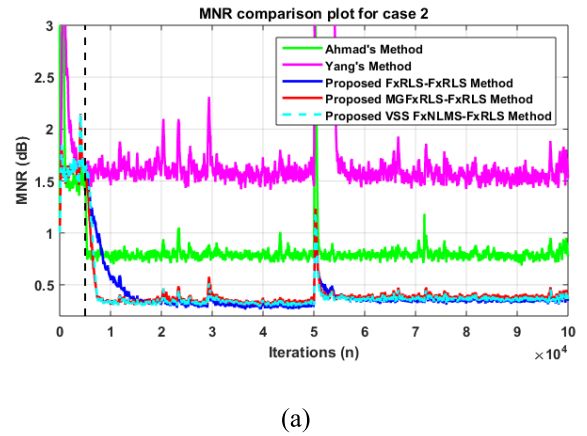 MNR comparison plot for case 2
3
2.5
2
1.5
1
0.5
MNR (dB)
Ahmad's Method
Yang's Method
Proposed FxRLS-FxRLS Method
Proposed MGFxRLS-FxRLS Method
Proposed VSS FxNLMS-FxRLS Method
0 1 2 3 4 5 6 7 8 9 10
Iterations (n)
×10⁴
(a)